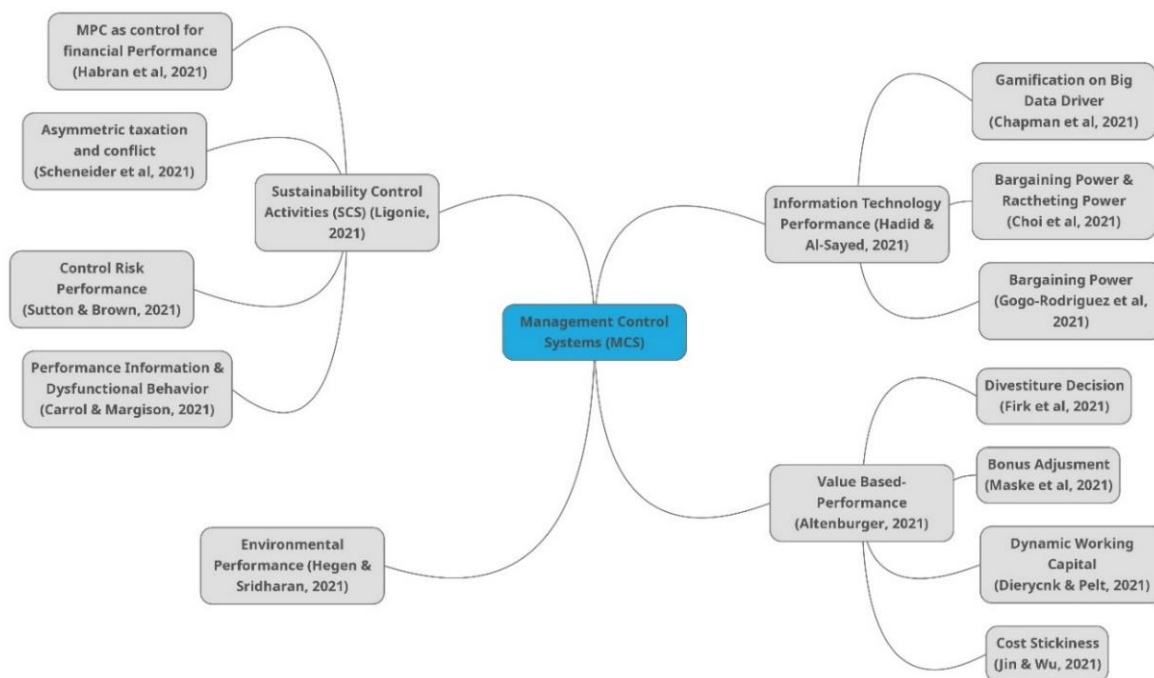 MPC as control for
financial Performance
(Habran et al, 2021)
Asymmetric taxation
and conflict
(Scheneider et al, 2021)
Sustainability Control
Activities (SCS) (Ligonie,
2021)
Control Risk
Performance
(Sutton & Brown, 2021)
Performance Information &
Dysfunctional Behavior
(Carrol & Margison, 2021)
Environmental
Performance (Hegen &
Sridharan, 2021)
Management Control
Systems (MCS)
Gamification on Big
Data Driver
(Chapman et al, 2021)
Information Technology
Performance (Hadid &
Al-Sayed, 2021)
Bargaining Power &
Ractheting Power
(Choi et al, 2021)
Bargaining Power
(Gogo-Rodriguez et al,
2021)
Divestiture Decision
(Firk et al, 2021)
Value Based-
Performance
(Altenburger, 2021)
Bonus Adjusment
(Maske et al, 2021)
Dynamic Working
Capital
(Dierycnk & Pelt, 2021)
Cost Stickiness
(Jin & Wu, 2021)